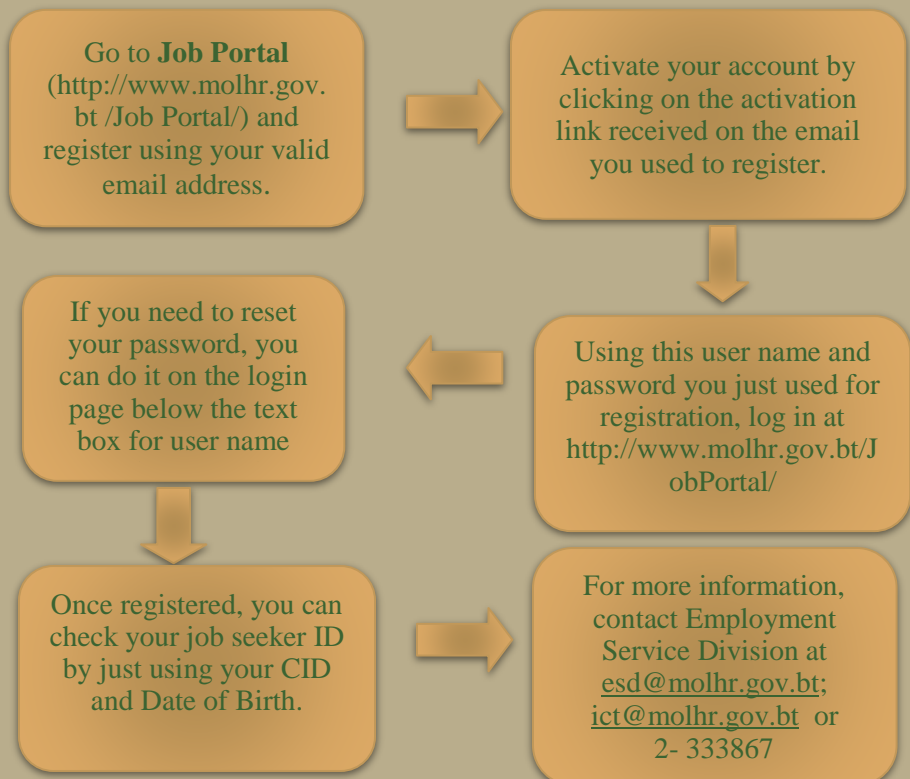 Go to Job Portal
(http://www.molhr.gov.
bt /Job Portal/) and
register using your valid
email address.
Activate your account by
clicking on the activation
link received on the email
you used to register.
Using this user name and
password you just used for
registration, log in at
http://www.molhr.gov.bt/J
obPortal/
If you need to reset
your password, you
can do it on the login
page below the text
box for user name
Once registered, you can
check your job seeker ID
by just using your CID
and Date of Birth.
For more information,
contact Employment
Service Division at
esd@molhr.gov.bt;
ict@molhr.gov.bt or
2- 333867